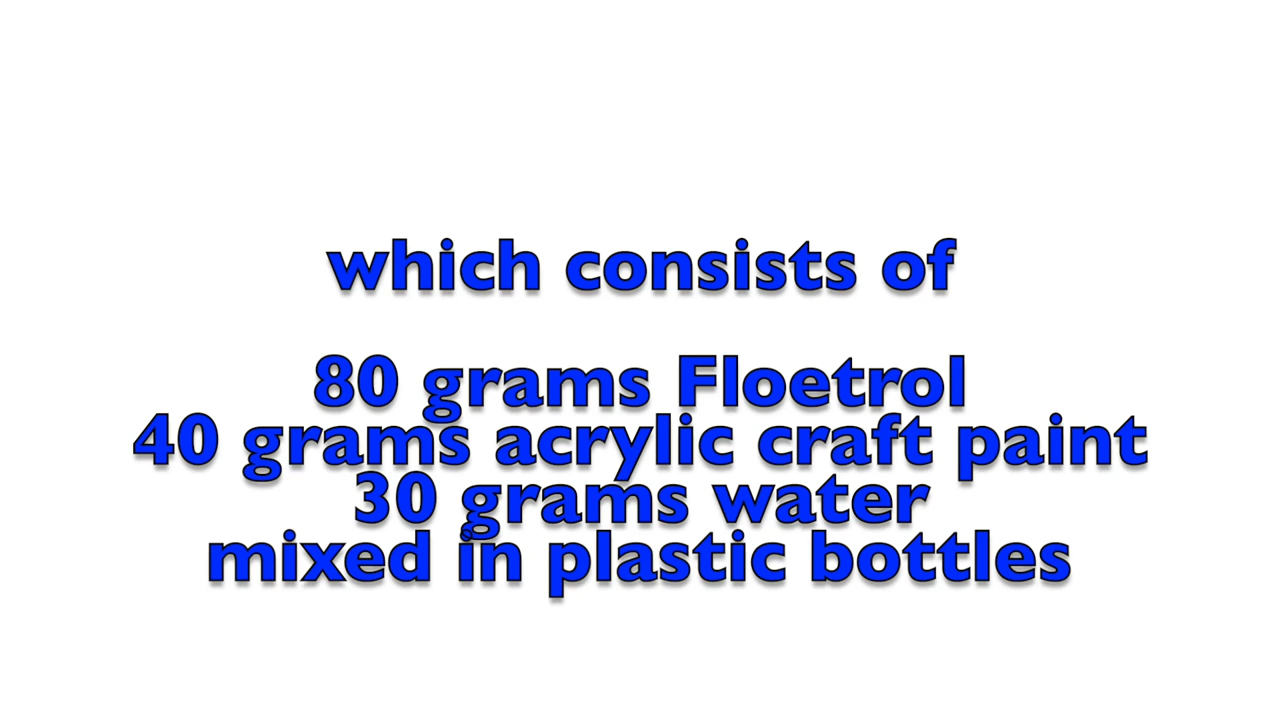 which consists of
80 grams Floetrol
40 grams acrylic craft paint
30 grams water
mixed in plastic bottles